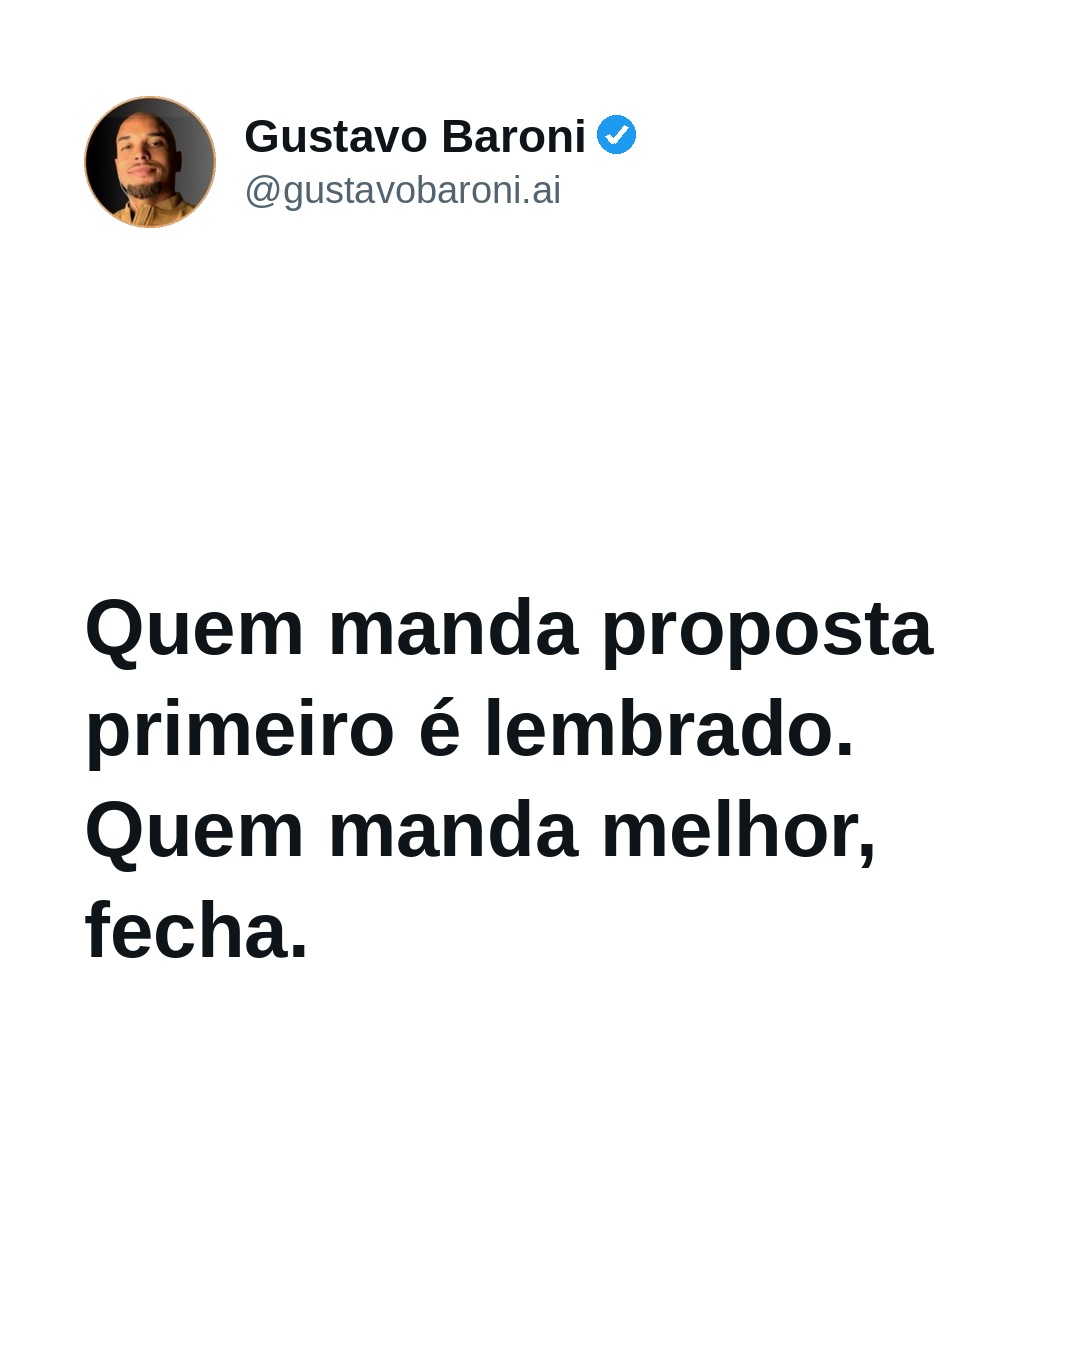 Gustavo Baroni
@gustavobaroni.ai
Quem manda proposta
primeiro é lembrado.
Quem manda melhor,
fecha.